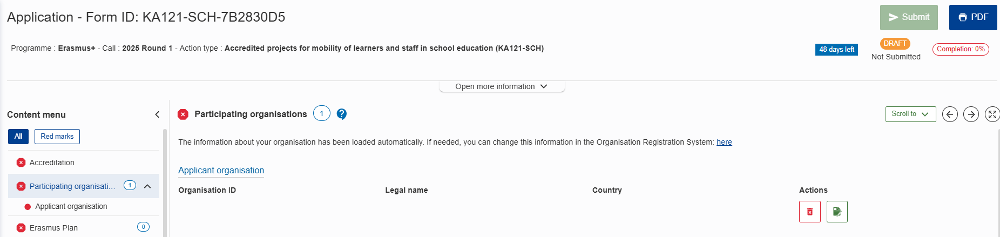 Application - Form ID: KA121-SCH-7B2830D5
Submit
PDF
Programme : Erasmus+ - Call : 2025 Round 1 - Action type : Accredited projects for mobility of learners and staff in school education (KA121-SCH)
48 days left
DRAFT
Not Submitted
Completion: 0%
Open more information
Content menu
All
Red marks
Accreditation
Participating organisati... 1
Applicant organisation
Erasmus Plan 0
Participating organisations 1
Scroll to
The information about your organisation has been loaded automatically. If needed, you can change this information in the Organisation Registration System: here
Applicant organisation
Organisation ID Legal name Country Actions